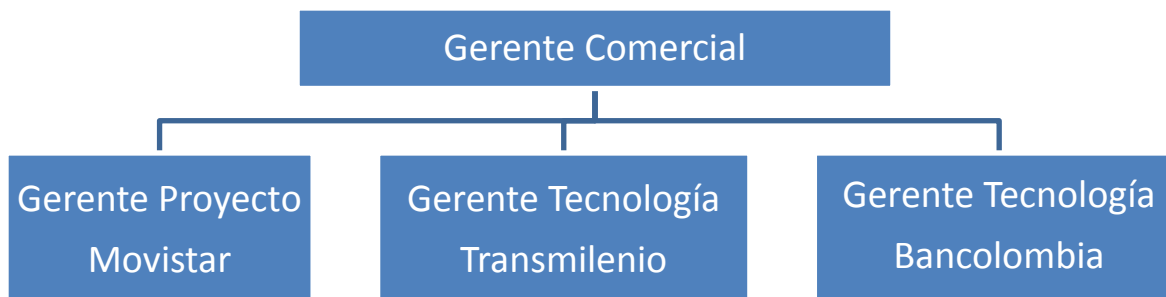 Gerente Comercial
Gerente Proyecto
Movistar
Gerente Tecnología
Transmilenio
Gerente Tecnología
Bancolombia